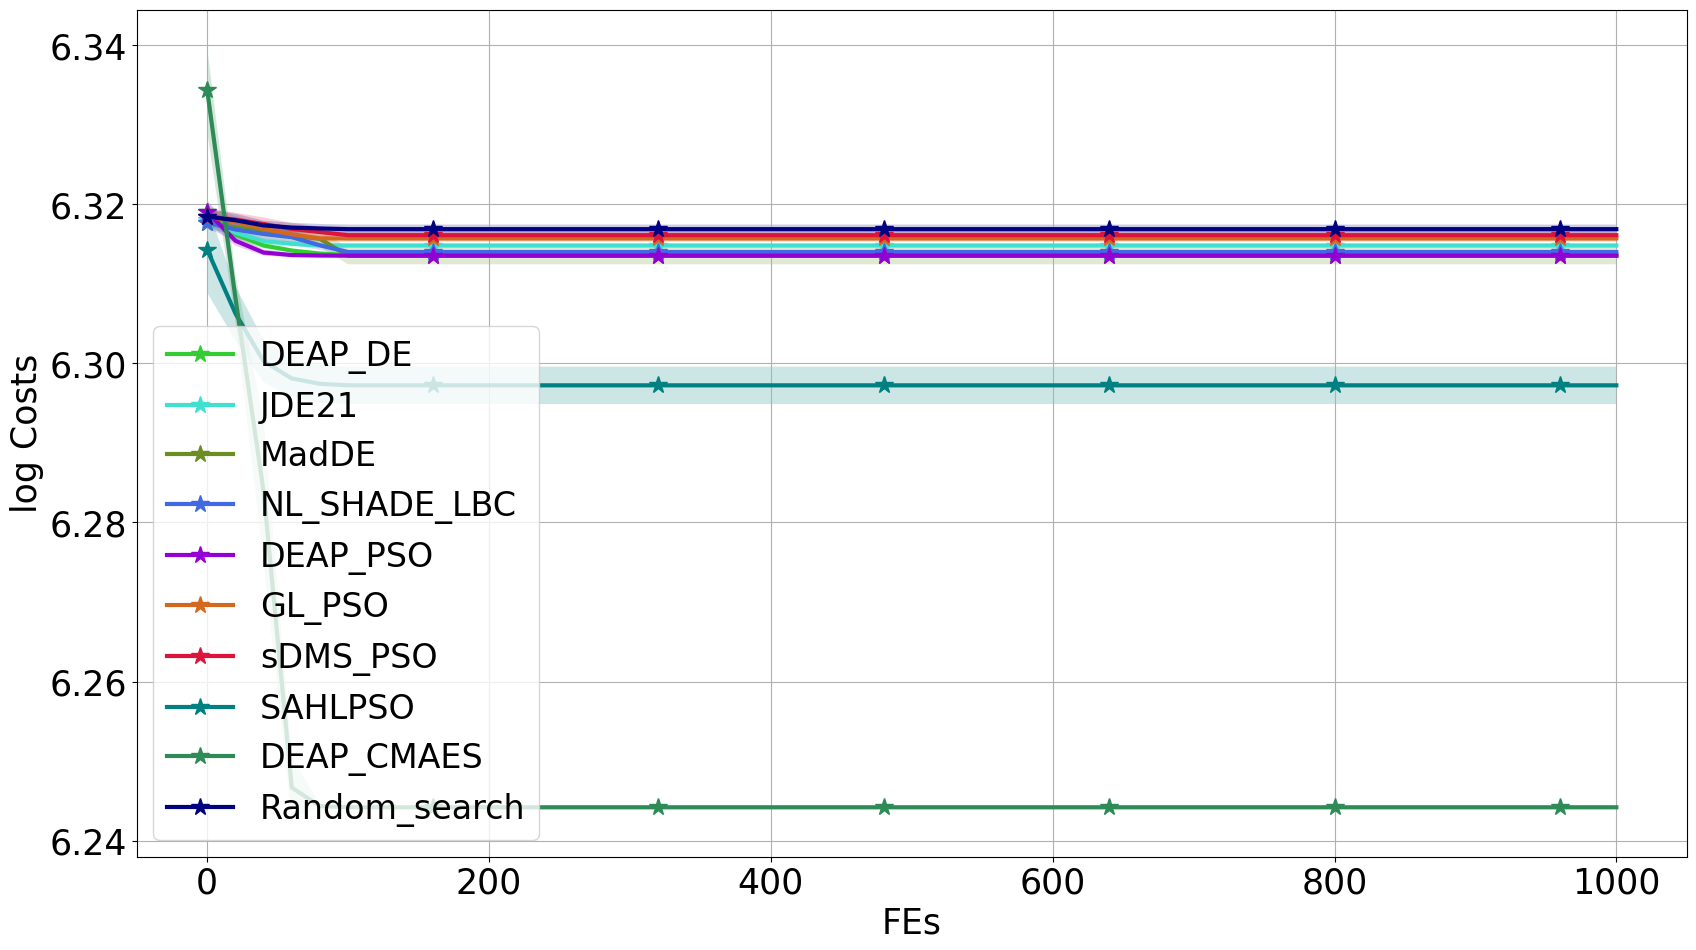 6.34
6.32
6.30
6.28
6.26
6.24
log Costs
DEAP_DE
JDE21
MadDE
NL_SHADE_LBC
DEAP_PSO
GL_PSO
sDMS_PSO
SAHLPSO
DEAP_CMAES
Random_search
0 200 400 600 800 1000
FEs